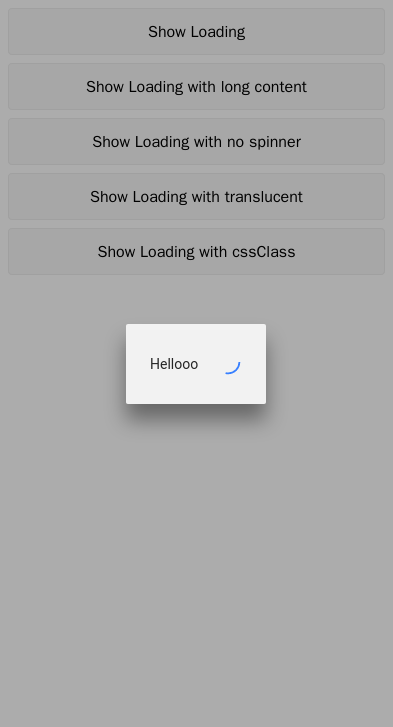 Show Loading
Show Loading with long content
Show Loading with no spinner
Show Loading with translucent
Show Loading with cssClass
Hellooo